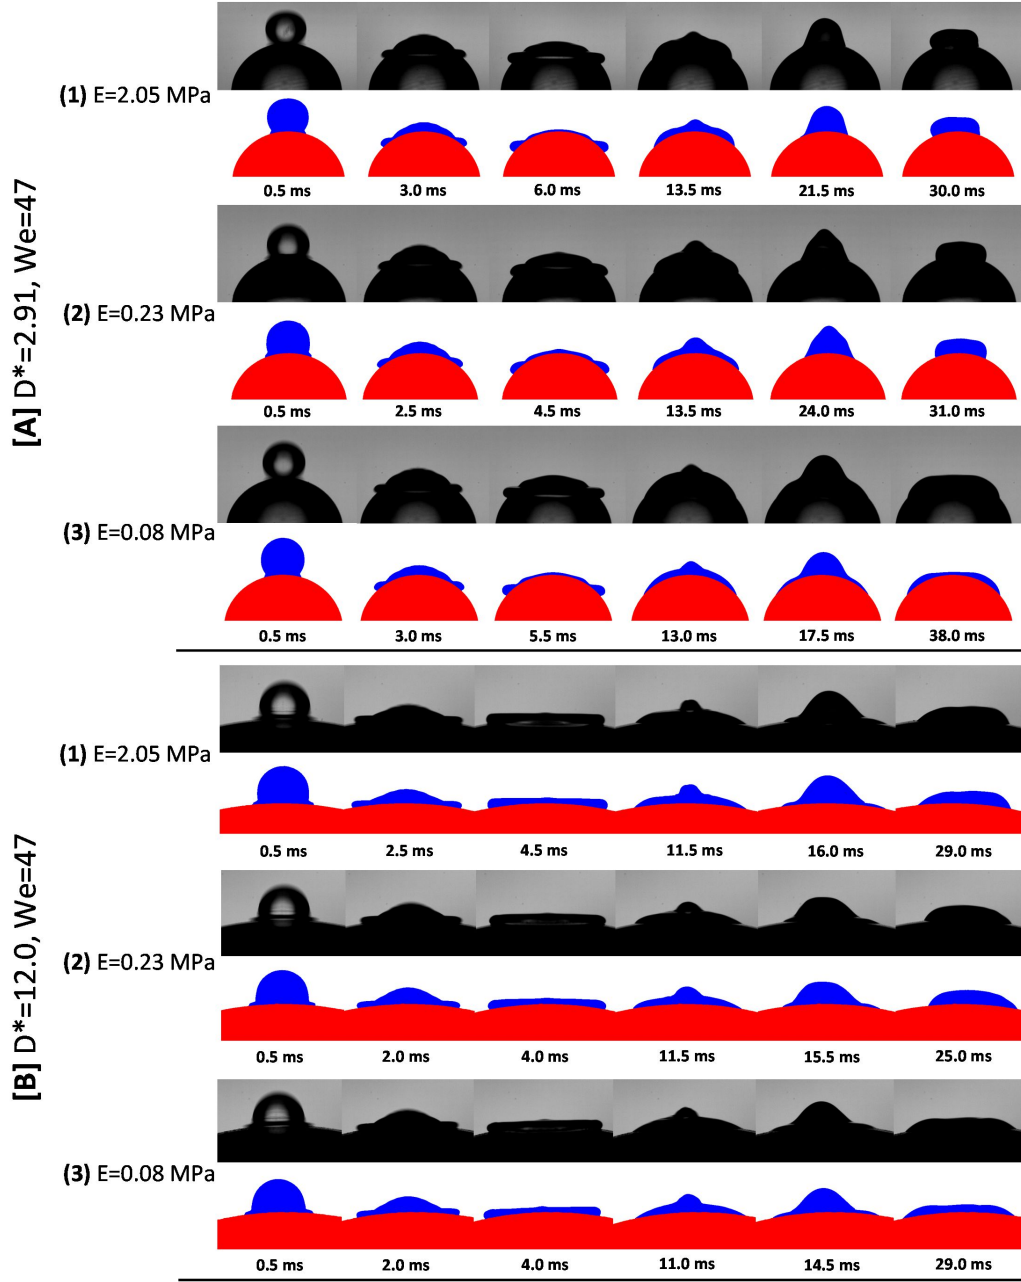 [A] D*=2.91, We=47
(1) E=2.05 MPa
0.5 ms 3.0 ms 6.0 ms 13.5 ms 21.5 ms 30.0 ms
(2) E=0.23 MPa
0.5 ms 2.5 ms 4.5 ms 13.5 ms 24.0 ms 31.0 ms
(3) E=0.08 MPa
0.5 ms 3.0 ms 5.5 ms 13.0 ms 17.5 ms 38.0 ms
[B] D*=12.0, We=47
(1) E=2.05 MPa
0.5 ms 2.5 ms 4.5 ms 11.5 ms 16.0 ms 29.0 ms
(2) E=0.23 MPa
0.5 ms 2.0 ms 4.0 ms 11.5 ms 15.5 ms 25.0 ms
(3) E=0.08 MPa
0.5 ms 2.0 ms 4.0 ms 11.0 ms 14.5 ms 29.0 ms